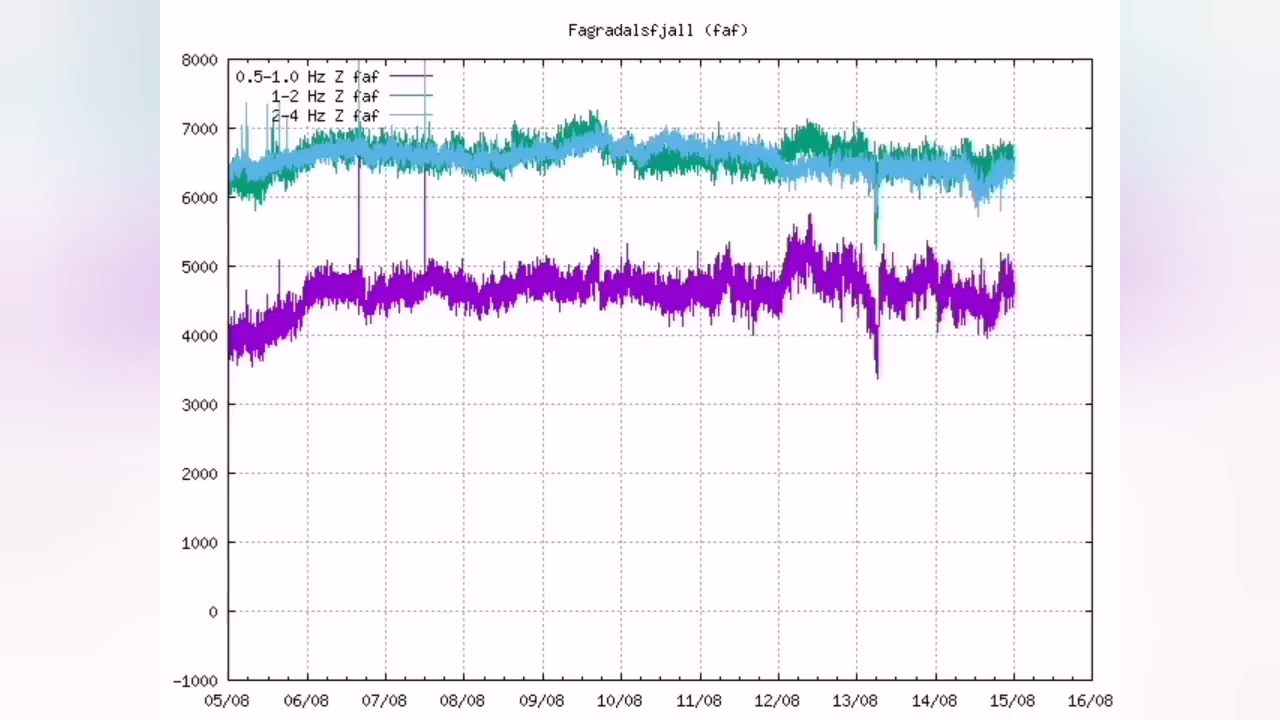 Fagradalsfjall (faf)
8000
0.5-1.0 Hz Z faf
1-2 Hz Z faf
2-4 Hz Z faf
7000
6000
5000
4000
3000
2000
1000
0
-1000
05/08 06/08 07/08 08/08 09/08 10/08 11/08 12/08 13/08 14/08 15/08 16/08